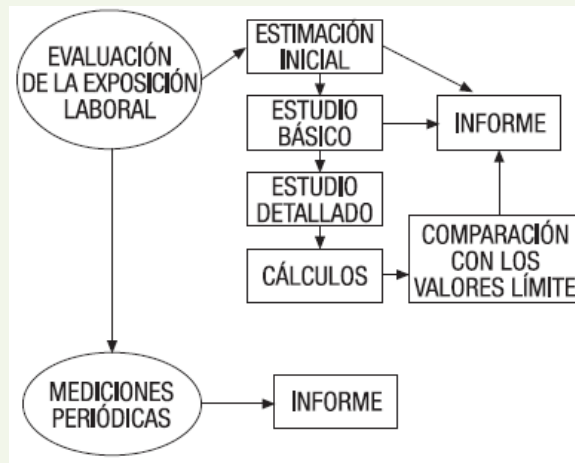 EVALUACIÓN
DE LA EXPOSICIÓN
LABORAL
ESTIMACIÓN
INICIAL
ESTUDIO
BÁSICO
INFORME
ESTUDIO
DETALLADO
CÁLCULOS
COMPARACIÓN
CON LOS
VALORES LÍMITE
MEDICIONES
PERIÓDICAS
INFORME